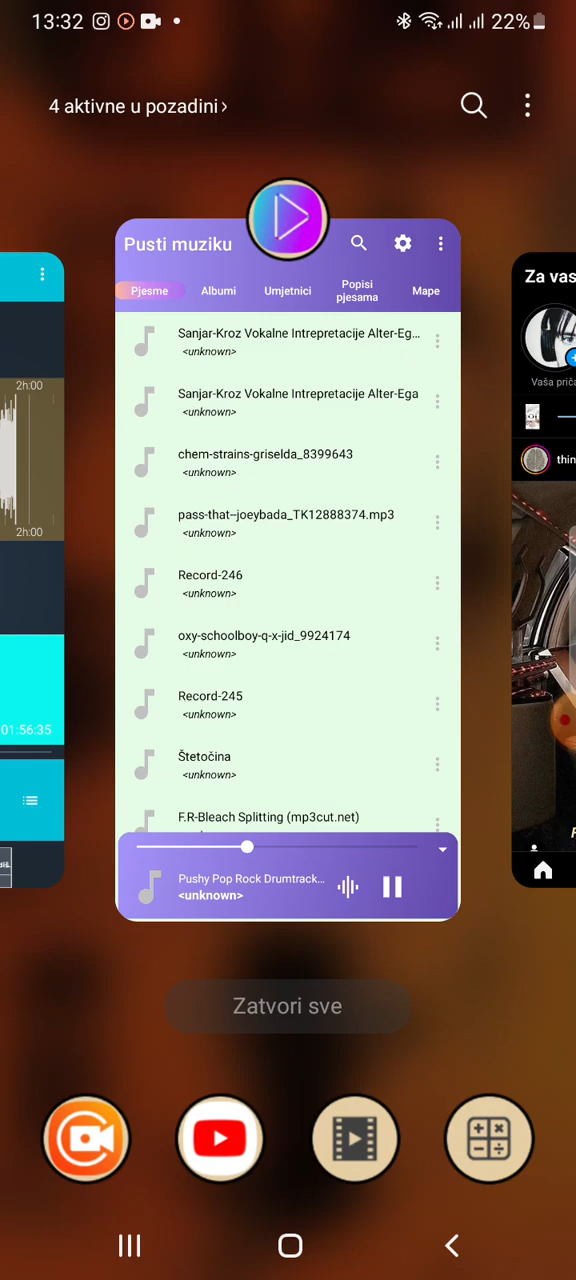 13:32
22%
4 aktivne u pozadini
Pusti muziku
Pjesme
Albumi
Umjetnici
Popisi
pjesama
Mape
Sanjar-Kroz Vokalne Intrepretacije Alter-Eg...
<unknown>
Sanjar-Kroz Vokalne Intrepretacije Alter-Ega
<unknown>
chem-strains-griselda_8399643
<unknown>
pass-that--joeybada_TK12888374.mp3
<unknown>
Record-246
<unknown>
oxy-schoolboy-q-x-jid_9924174
<unknown>
Record-245
<unknown>
Štetočina
<unknown>
F.R-Bleach Splitting (mp3cut.net)
Pushy Pop Rock Drumtrack...
<unknown>
2h:00
2h:00
01:56:35
Za vas
Vaša prič
thin
Zatvori sve